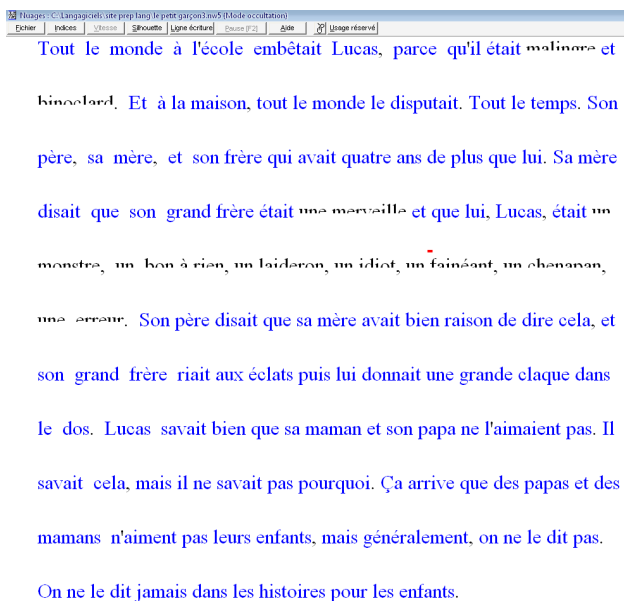 Nuages : C:\Langagiciels\site prep lang\le petit garçon3.nw5 (Mode occultation)
Fichier Indices Vitesse Silhouette Ligne écriture Pause [F2] Aide Usage réservé
Tout le monde à l'école embêtait Lucas, parce qu'il était malingre et
binoclard. Et à la maison, tout le monde le disputait. Tout le temps. Son
père, sa mère, et son frère qui avait quatre ans de plus que lui. Sa mère
disait que son grand frère était une merveille et que lui, Lucas, était un
monstre, un bon à rien, un laideron, un idiot, un fainéant, un chenapan,
une erreur. Son père disait que sa mère avait bien raison de dire cela, et
son grand frère riait aux éclats puis lui donnait une grande claque dans
le dos. Lucas savait bien que sa maman et son papa ne l'aimaient pas. Il
savait cela, mais il ne savait pas pourquoi. Ça arrive que des papas et des
mamans n'aiment pas leurs enfants, mais généralement, on ne le dit pas.
On ne le dit jamais dans les histoires pour les enfants.